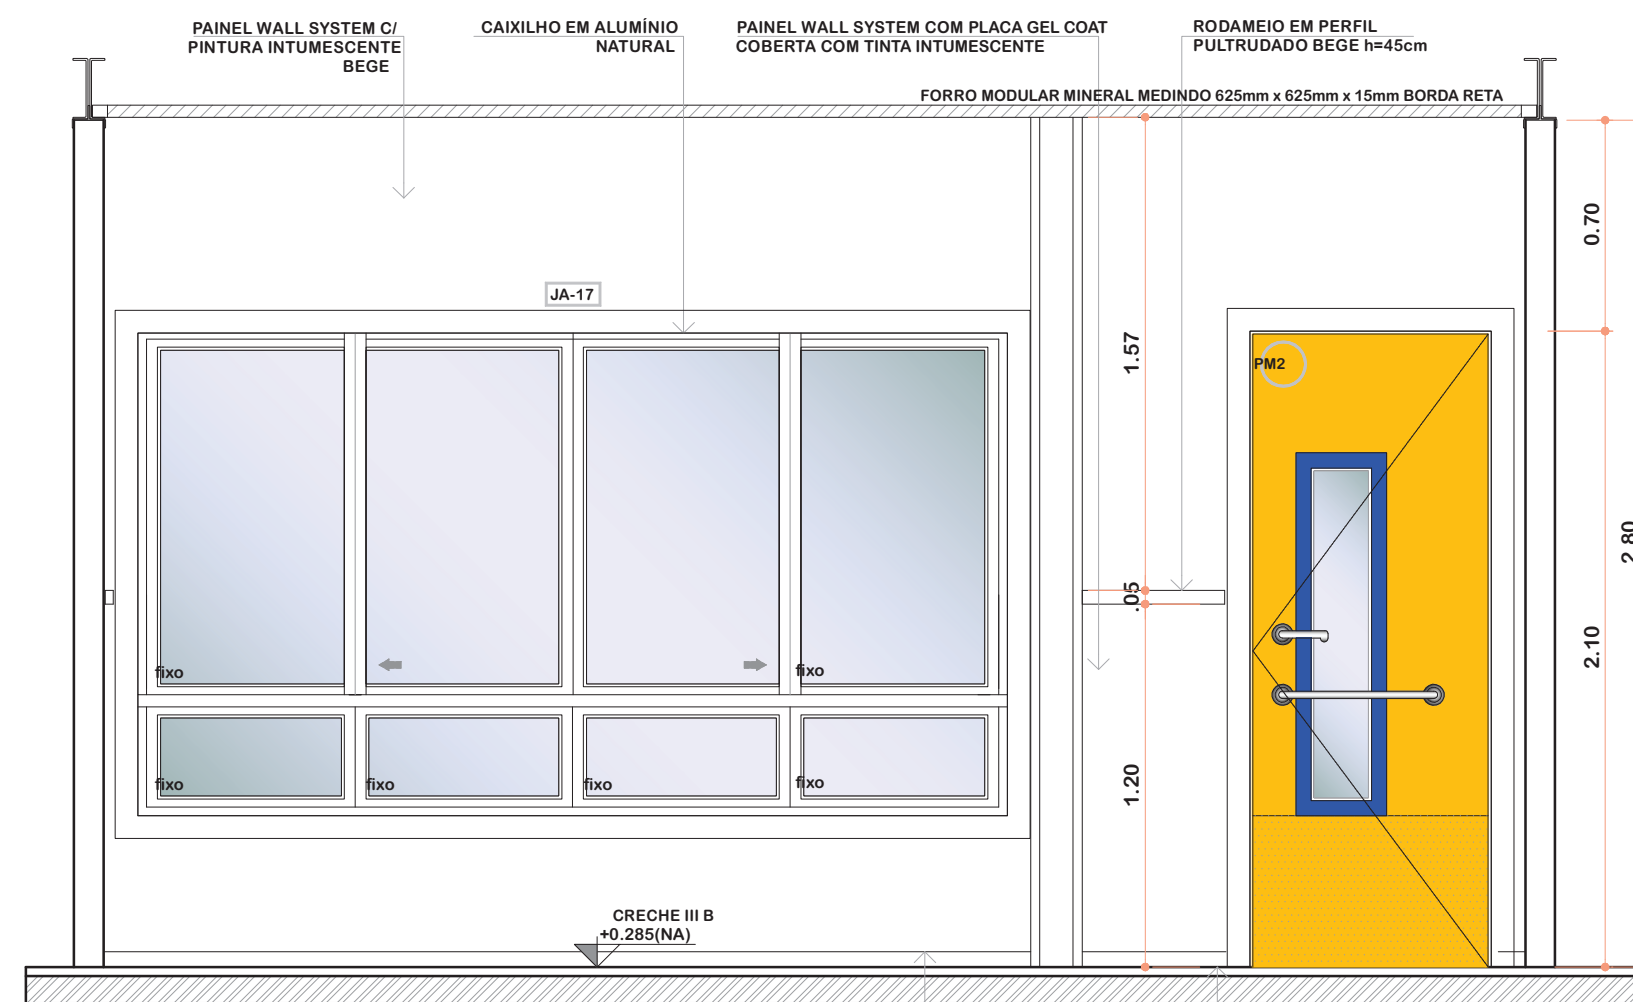 PAINEL WALL SYSTEM C/
PINTURA INTUMESCENTE
BEGE
CAIXILHO EM ALUMÍNIO
NATURAL
PAINEL WALL SYSTEM COM PLACA GEL COAT
COBERTA COM TINTA INTUMESCENTE
RODAMEIO EM PERFIL
PULTRUDADO BEGE h=45cm
FORRO MODULAR MINERAL MEDINDO 625mm x 625mm x 15mm BORDA RETA
0.70
JA-17
1.57
PM2
2.80
.05
2.10
fixo
fixo
1.20
fixo
fixo
fixo
fixo
CRECHE III B
+0.285(NA)